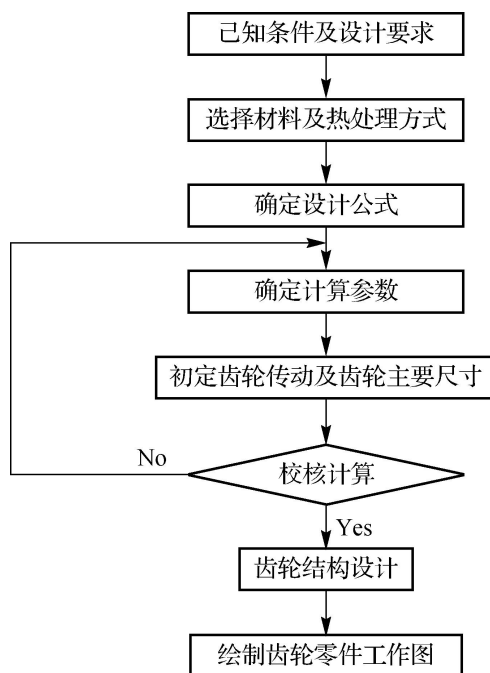 己知条件及设计要求
选择材料及热处理方式
确定设计公式
确定计算参数
初定齿轮传动及齿轮主要尺寸
No
校核计算
Yes
齿轮结构设计
绘制齿轮零件工作图